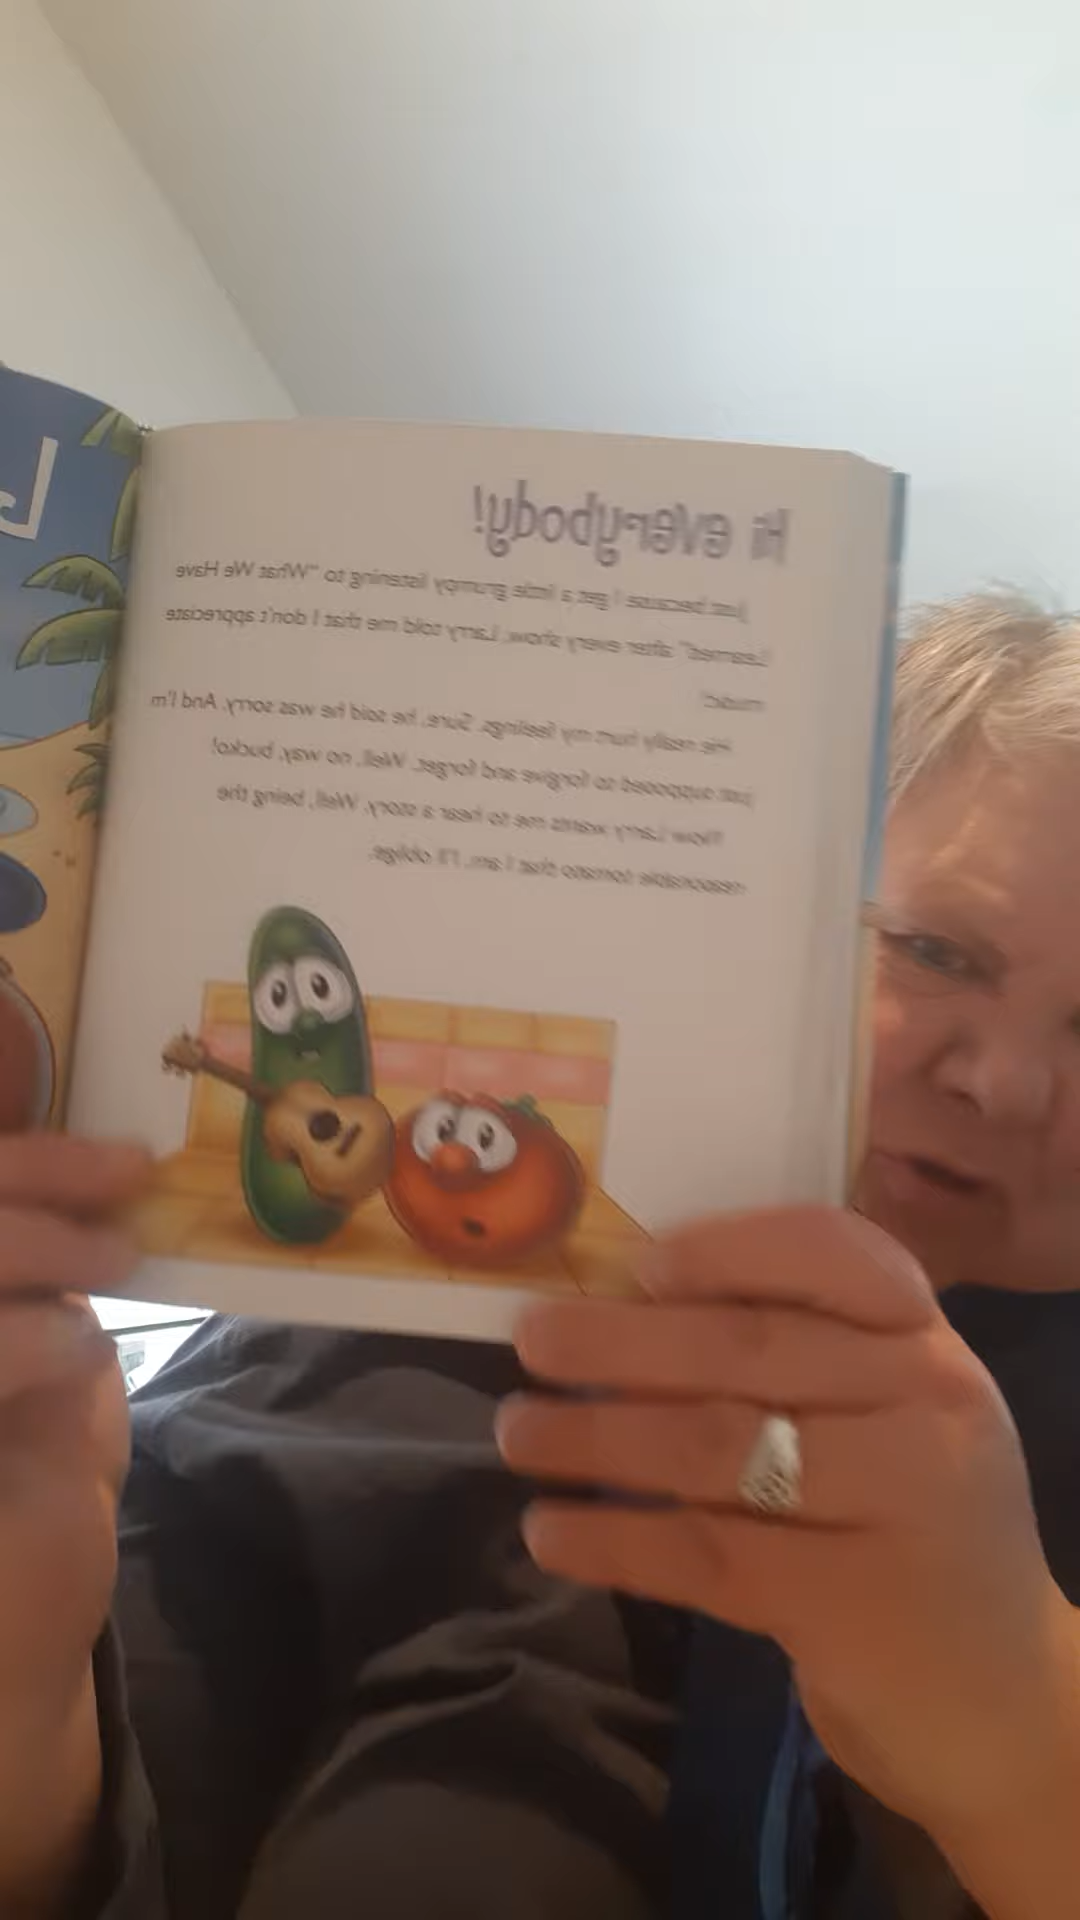 Hi everybody!
Just because I get a little grumpy listening to "What We Have
Learned" after every show, Larry told me that I don't appreciate
music!
He really hurt my feelings. Sure, he said he was sorry. And I'm
just supposed to forgive and forget. Well, no way, bucko!
Now Larry wants me to hear a story. Well, being the
reasonable tomato that I am, I'll oblige.